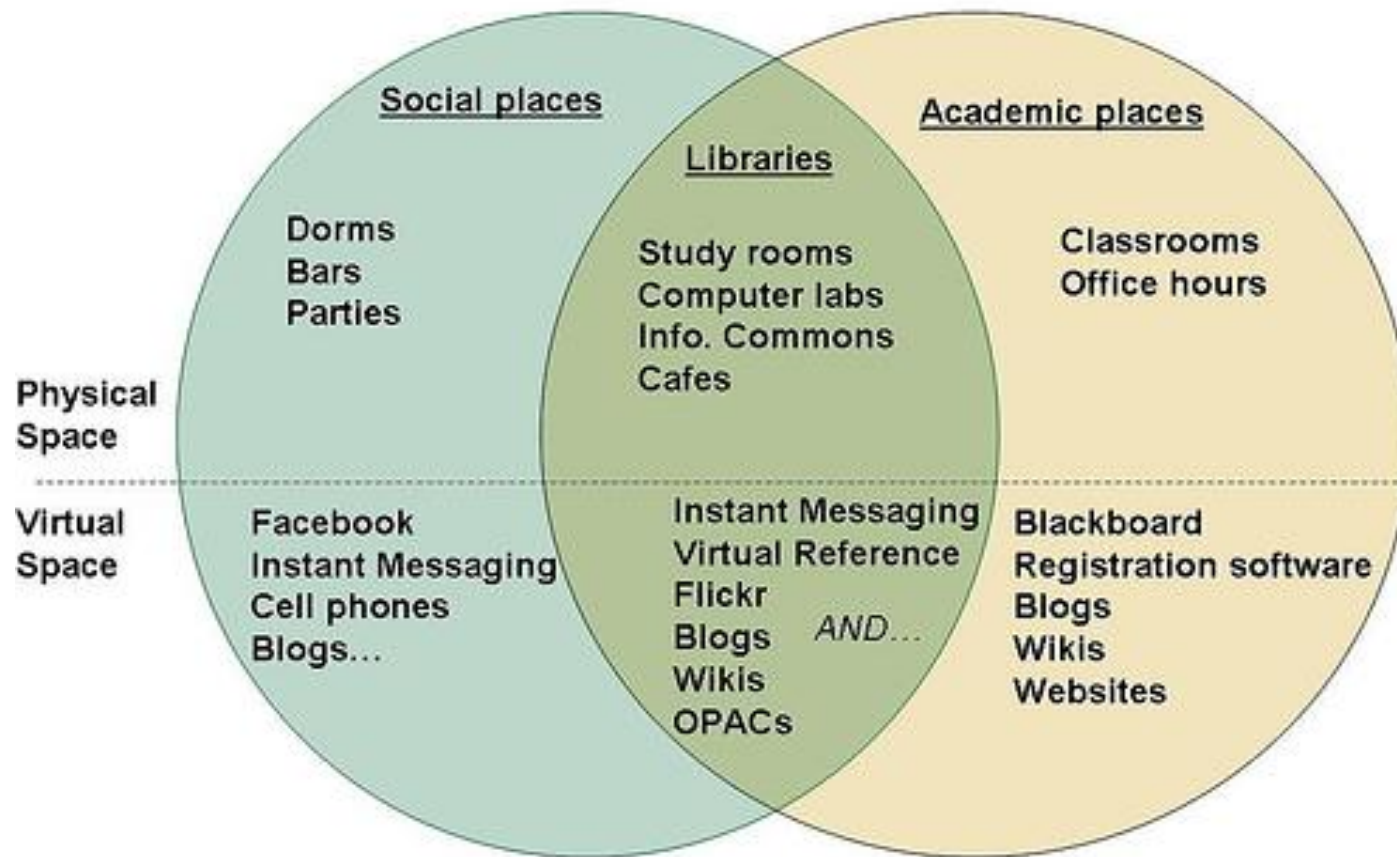 Social places
Academic places
Libraries
Dorms
Bars
Parties
Study rooms
Computer labs
Info. Commons
Cafes
Classrooms
Office hours
Physical
Space
Virtual
Space
Facebook
Instant Messaging
Cell phones
Blogs…
Instant Messaging
Virtual Reference
Flickr
Blogs
AND…
Wikis
OPACs
Blackboard
Registration software
Blogs
Wikis
Websites